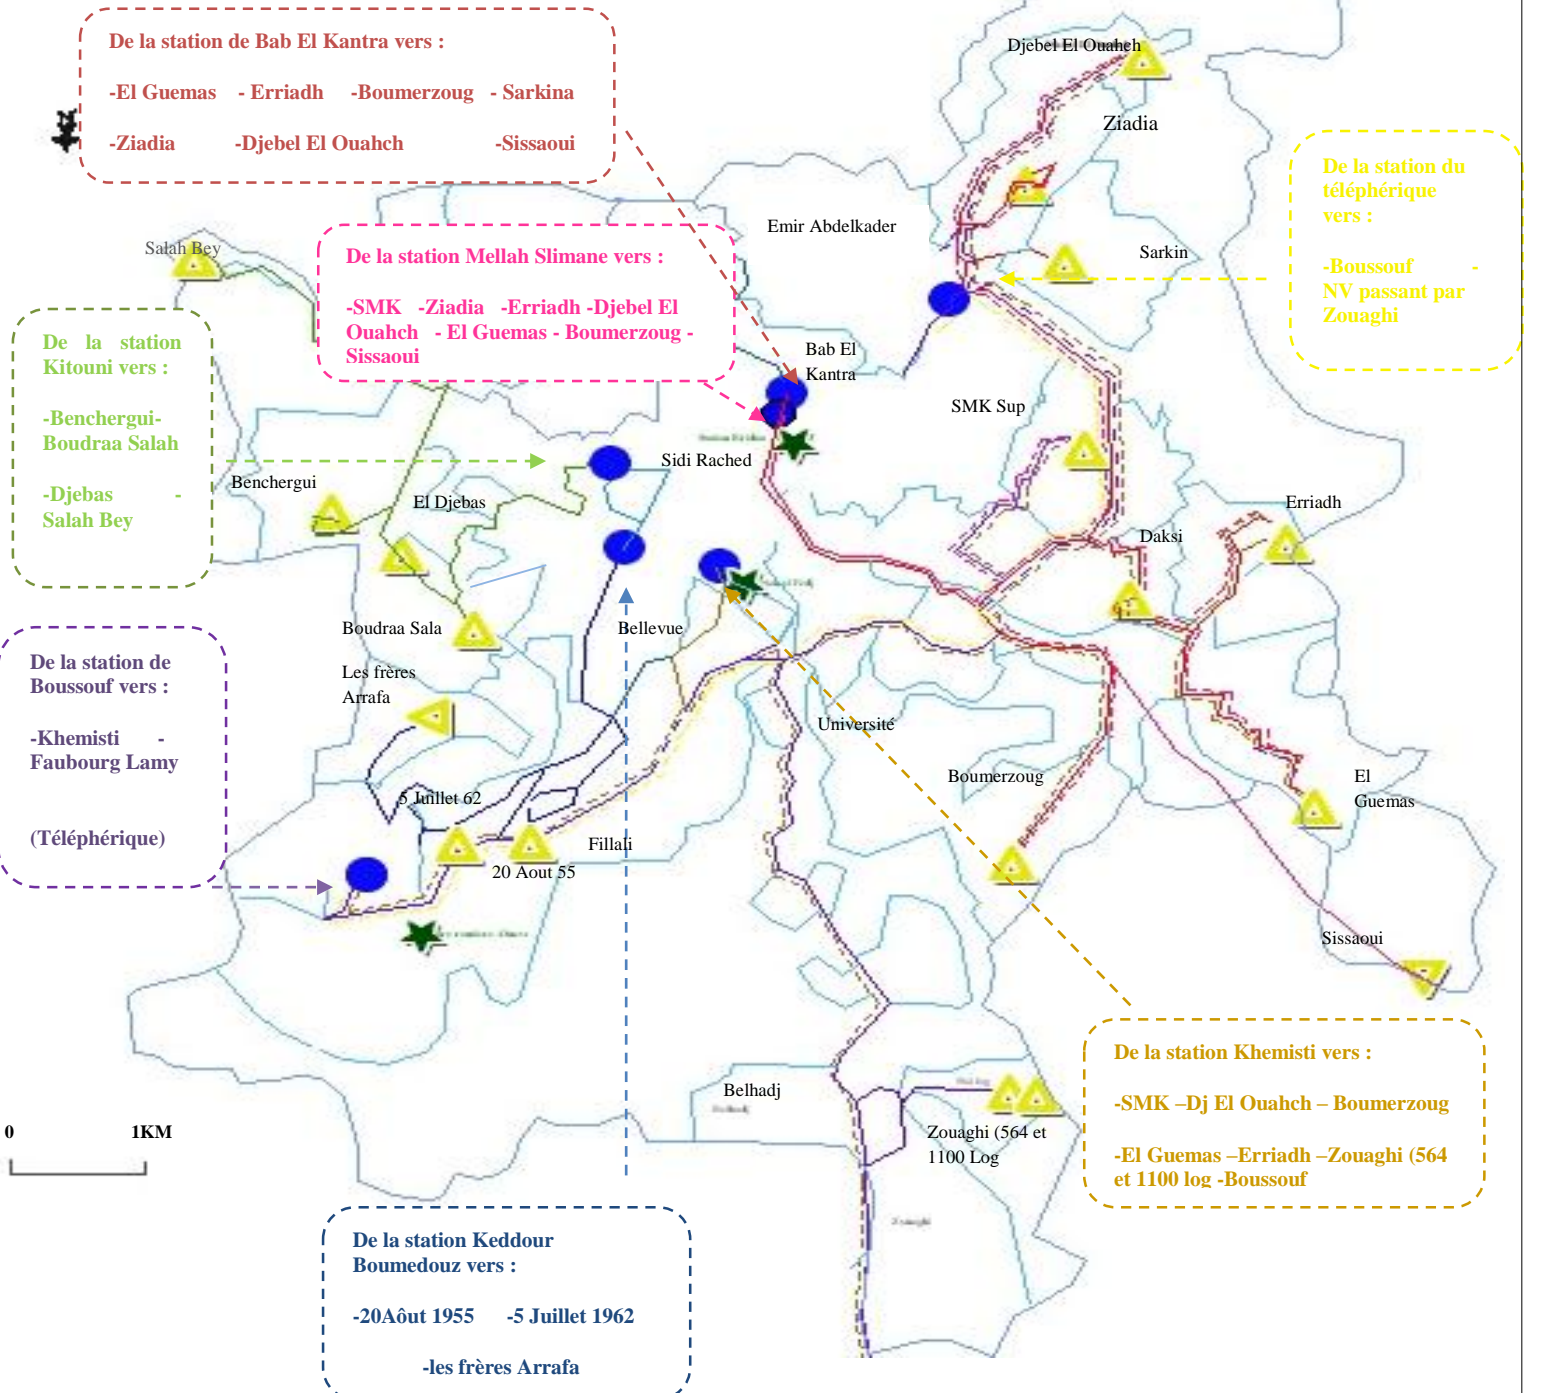 De la station de Bab El Kantra vers :
-El Guemas - Erriadh -Boumerzoug - Sarkina
-Ziadia -Djebel El Ouahch -Sissaoui
Djebel El Ouahch
Ziadia
De la station du
téléphérique
vers :
-Boussouf -
NV passant par
Zouaghi
Emir Abdelkader
Sarkin
Salah Bey
De la station Mellah Slimane vers :
-SMK -Ziadia -Erriadh -Djebel El
Ouahch - El Guemas - Boumerzoug -
Sissaoui
De la station
Kitouni vers :
-Benchergui-
Boudraa Salah
-Djebas -
Salah Bey
Bab El
Kantra
SMK Sup
Sidi Rached
Benchergui
El Djebas
Erriadh
Daksi
Boudraa Sala
Bellevue
Les frères
Arrafa
De la station de
Boussouf vers :
-Khemisti -
Faubourg Lamy
(Téléphérique)
Université
Boumerzoug
El
Guemas
5 Juillet 62
Fillali
20 Aout 55
Sissaoui
De la station Khemisti vers :
-SMK –Dj El Ouahch – Boumerzoug
-El Guemas –Erriadh –Zouaghi (564
et 1100 log -Boussouf
Belhadj
Belhadj
Zouaghi (564 et
1100 Log
Zouaghi
0 1KM
De la station Keddour
Boumedouz vers :
-20Aôut 1955 -5 Juillet 1962
-les frères Arrafa